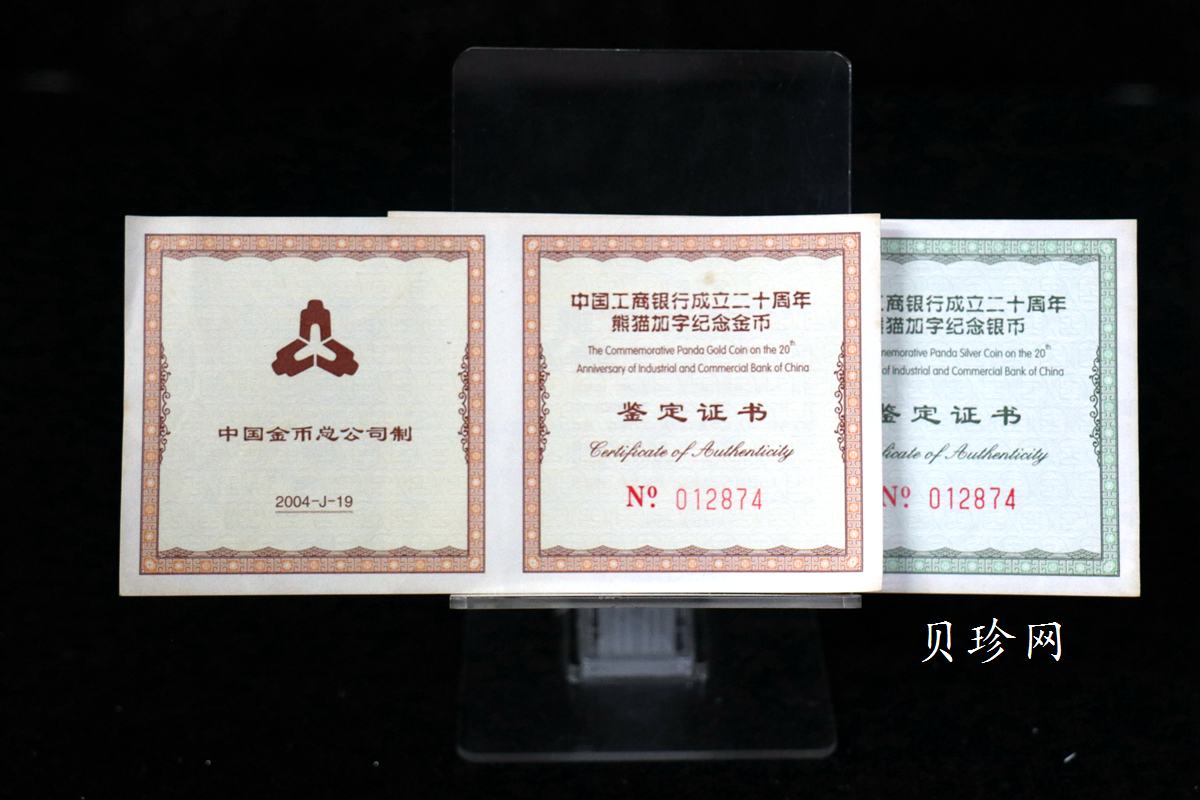 中国金币总公司制
2004-J-19
中国工商银行成立二十周年
熊猫加字纪念金币
The Commemorative Panda Gold Coin on the 20th
Anniversary of Industrial and Commercial Bank of China
鉴定证书
Certificate of Authenticity
Nº. 012874
工商银行成立二十周年
熊猫加字纪念银币
memorative Panda Silver Coin on the 20th
of Industrial and Commercial Bank of China
鉴定证书
ficate of Authenticity
Nº. 012874
贝珍网